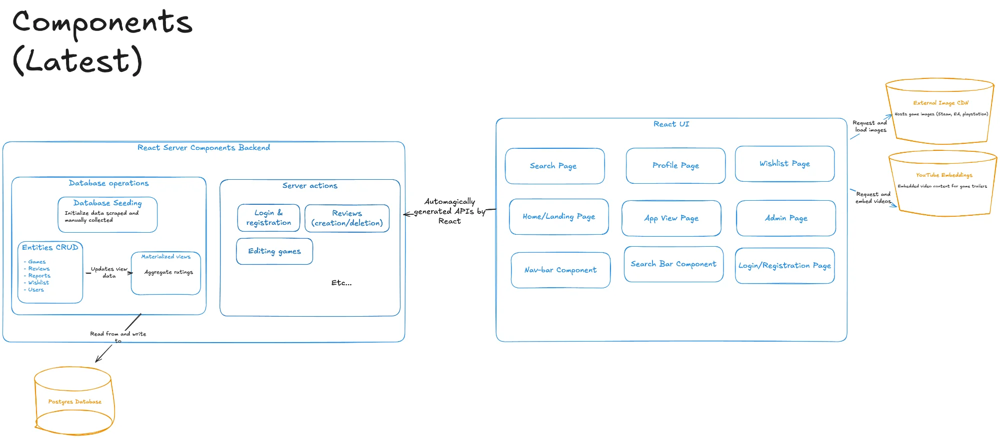 Components
(Latest)
React Server Components Backend
Database operations
Database Seeding
Initialize data scraped and
manually collected
Entities CRUD
- Games
- Reviews
- Reports
- Wishlist
- Users
Updates view
data
Materialized views
Aggregate ratings
Server actions
Login &
registration
Reviews
(creation/deletion)
Editing games
Etc...
Read from and write
to
Postgres Database
Automagically
generated APIs by
React
React UI
Search Page
Profile Page
Wishlist Page
Home/Landing Page
App View Page
Admin Page
Nav-bar Component
Search Bar Component
Login/Registration Page
Request and
load images
External Image CDN
Hosts game images (Steam, EA, playstation)
Request and
embed videos
YouTube Embeddings
Embedded video content for game trailers